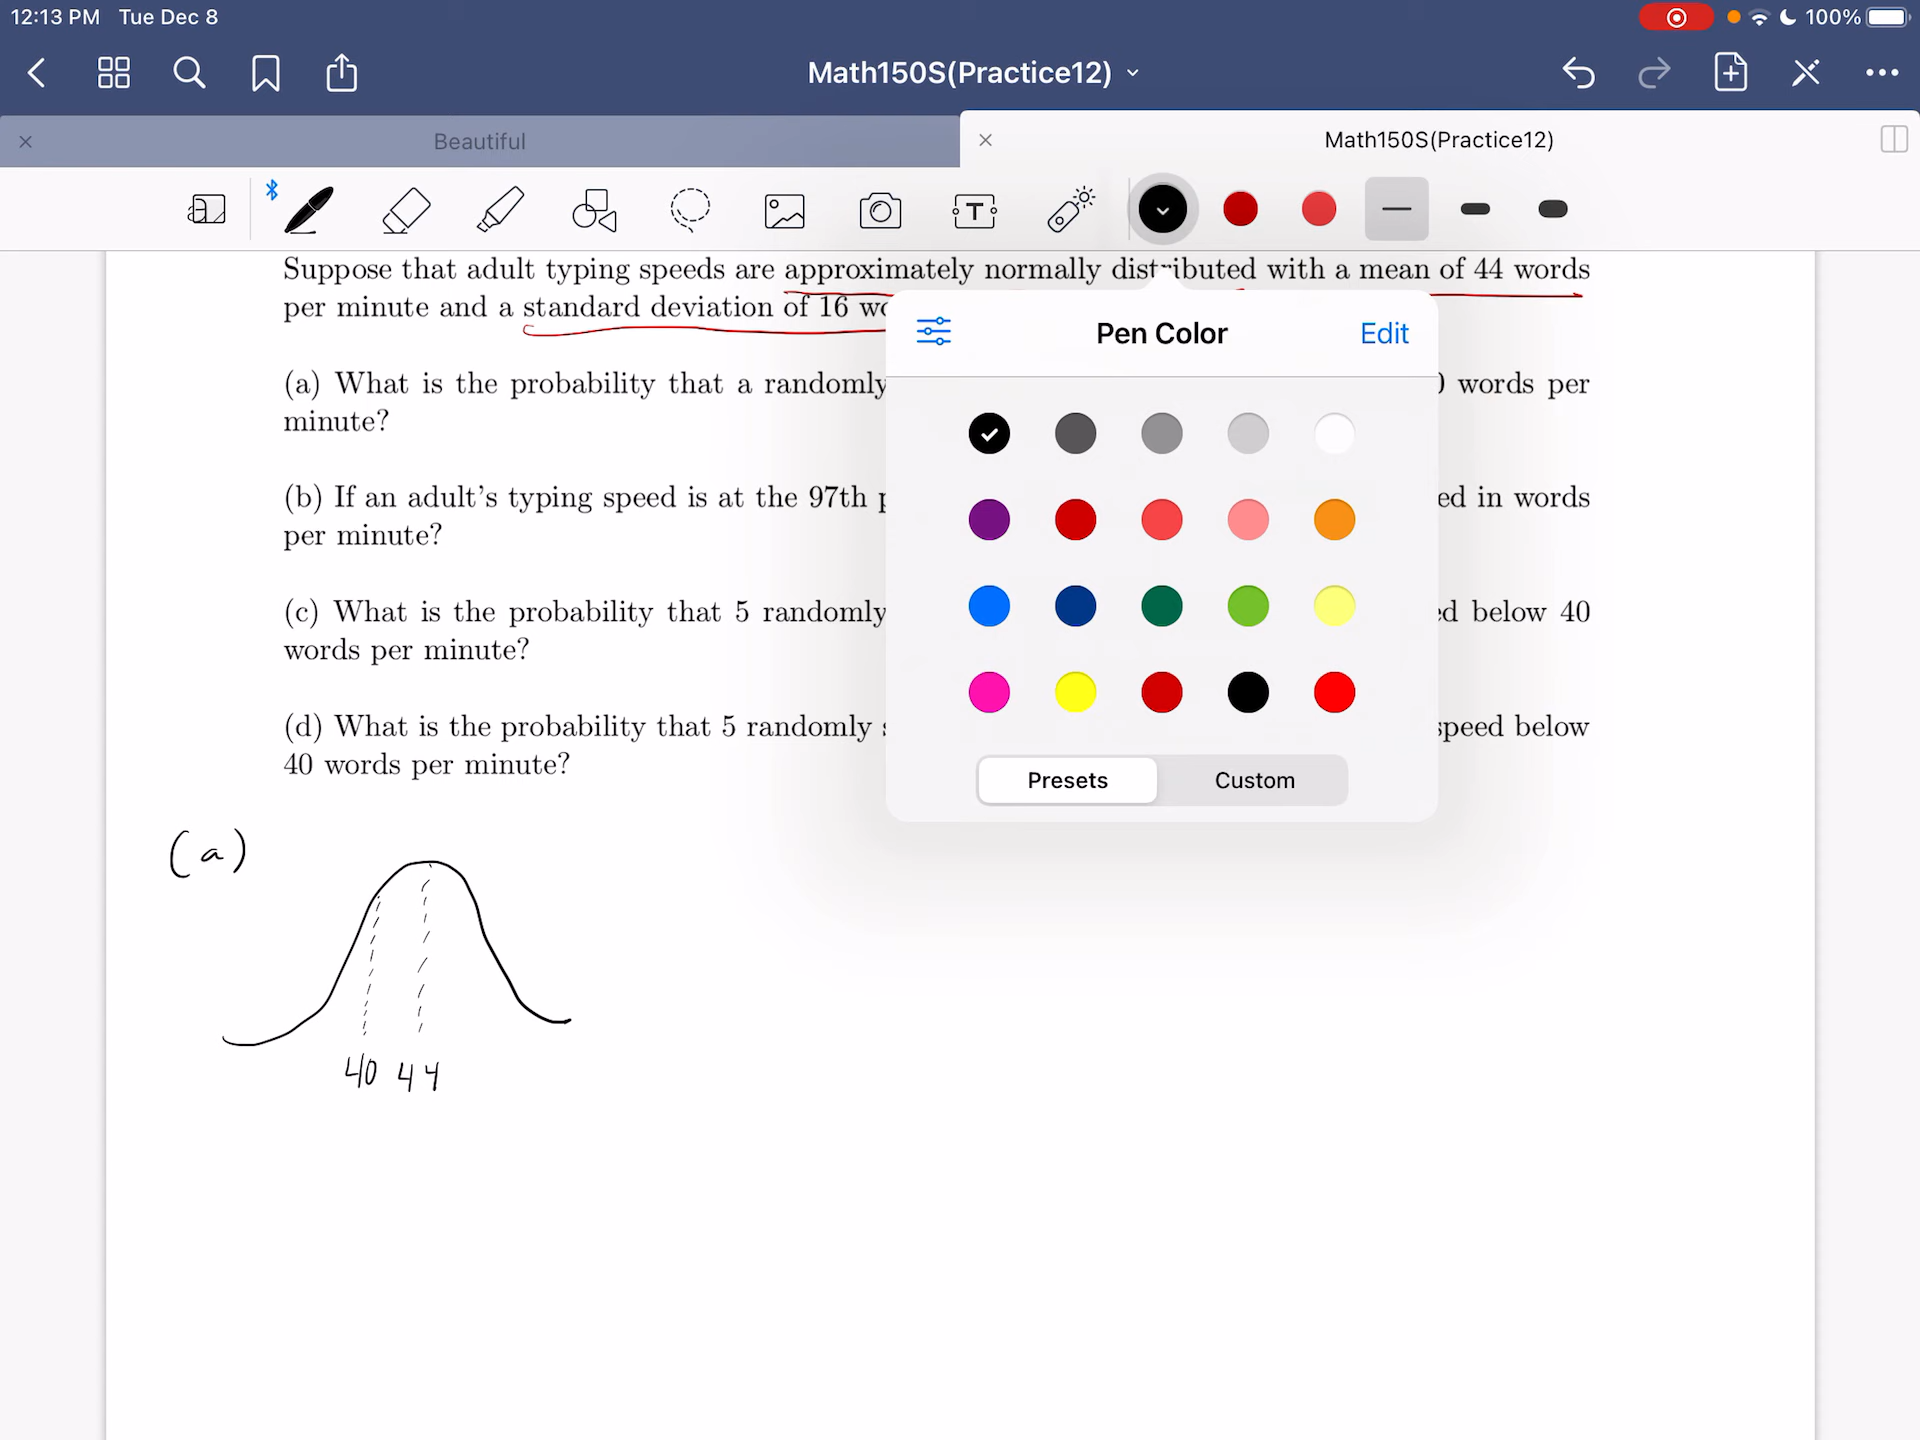 12:13 PM Tue Dec 8
100%
Math150S(Practice12)
Beautiful
Math150S(Practice12)
Suppose that adult typing speeds are approximately normally distributed with a mean of 44 words
per minute and a standard deviation of 16
(a) What is the probability that a randomly words per
minute?
(b) If an adult's typing speed is at the 97th in words
per minute?
(c) What is the probability that 5 randomly below 40
words per minute?
(d) What is the probability that 5 randomly speed below
40 words per minute?
Pen Color
Edit
Presets
Custom
(a)
40 44